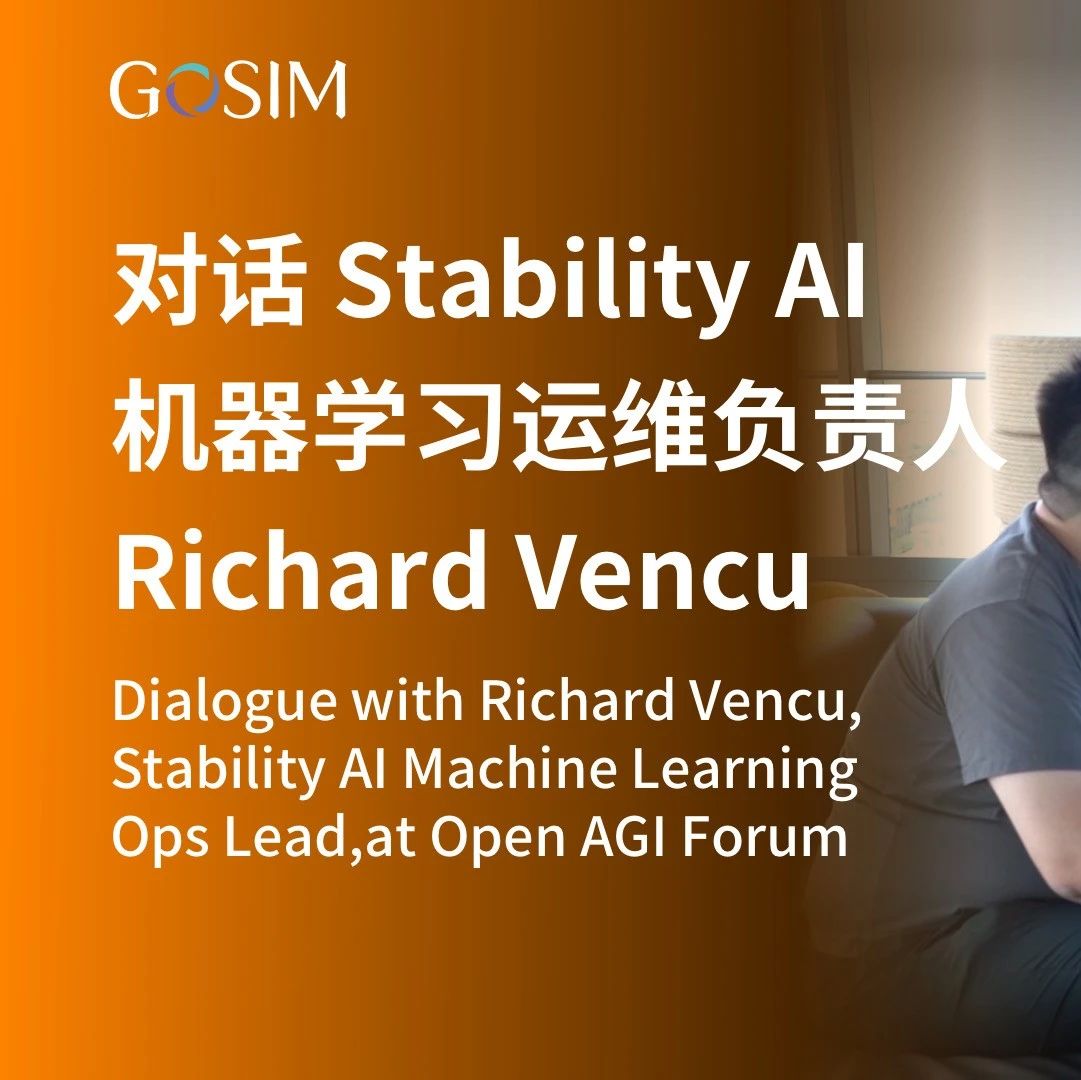 GOSIM
对话 Stability AI
机器学习运维负责人
Richard Vencu
Dialogue with Richard Vencu,
Stability AI Machine Learning
Ops Lead,at Open AGI Forum